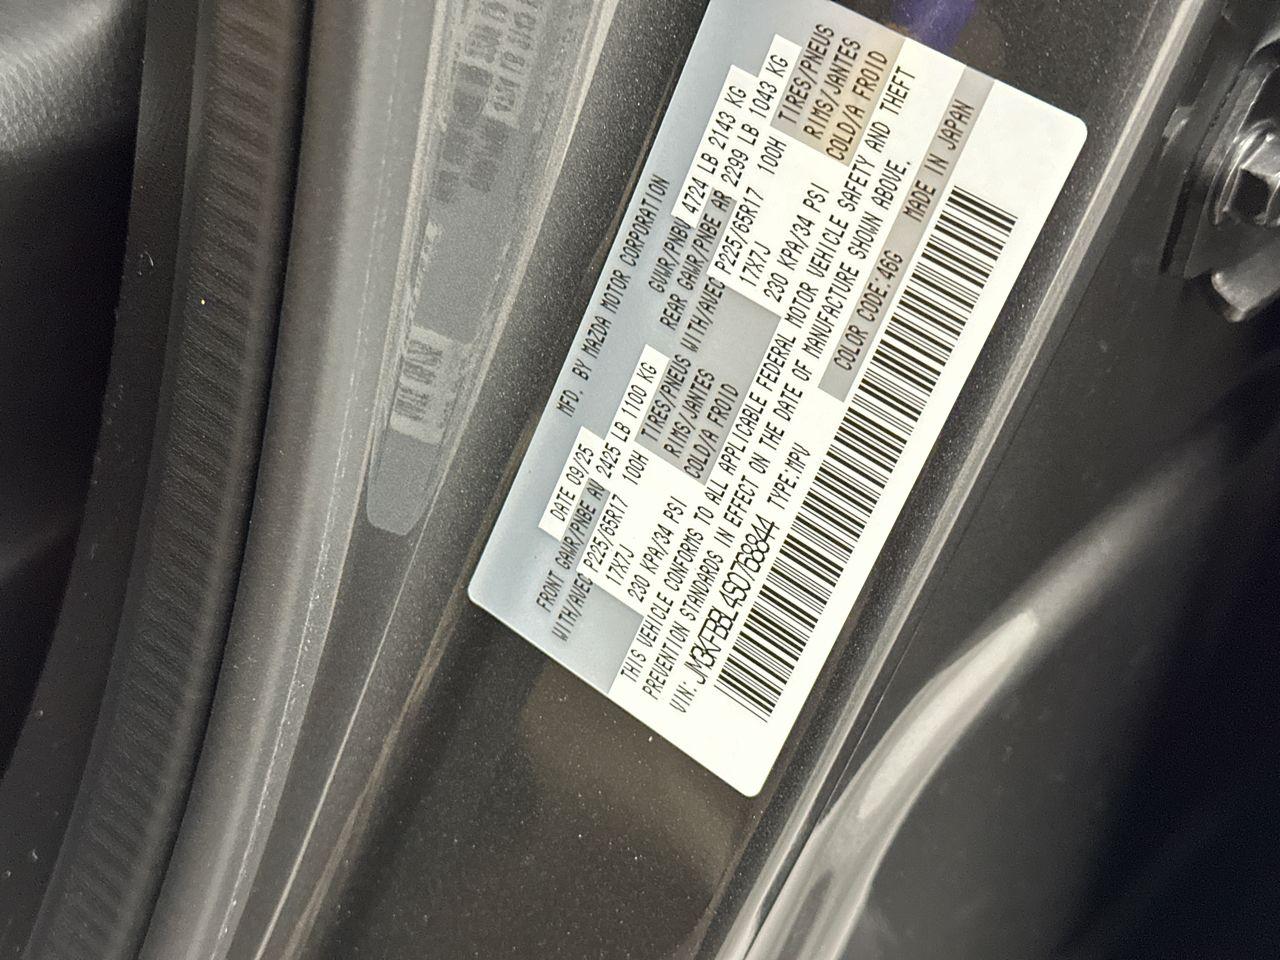 MFD. BY MAZDA MOTOR CORPORATION
DATE 09/25 GVWR/PNBV 4724 LB 2143 KG
FRONT GAWR/PNBE AV 2425 LB 1100 KG REAR GAWR/PNBE AR 2299 LB 1043 KG
WITH/AVEC P225/65R17 100H TIRES/PNEUS WITH/AVEC P225/65R17 100H TIRES/PNEUS
17X7J RIMS/JANTES 17X7J RIMS/JANTES
230 KPA/34 PSI COLD/A FROID 230 KPA/34 PSI COLD/A FROID
THIS VEHICLE CONFORMS TO ALL APPLICABLE FEDERAL MOTOR VEHICLE SAFETY AND THEFT
PREVENTION STANDARDS IN EFFECT ON THE DATE OF MANUFACTURE SHOWN ABOVE.
VIN: JM3KFBBL4S0768844 TYPE:MPV COLOR CODE:46G MADE IN JAPAN